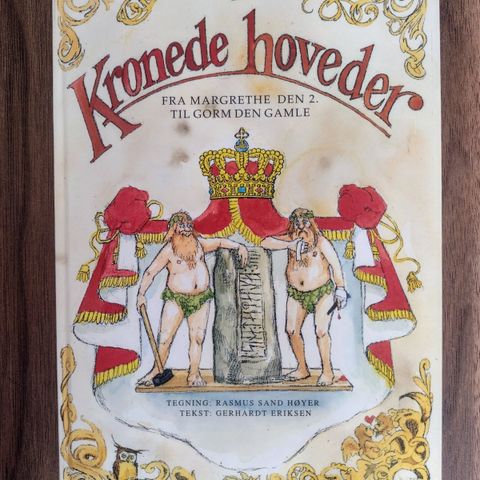 Kronede hoveder
FRA MARGRETHE DEN 2.
TIL GORM DEN GAMLE
TEGNING: RASMUS SAND HØYER
TEKST: GERHARDT ERIKSEN